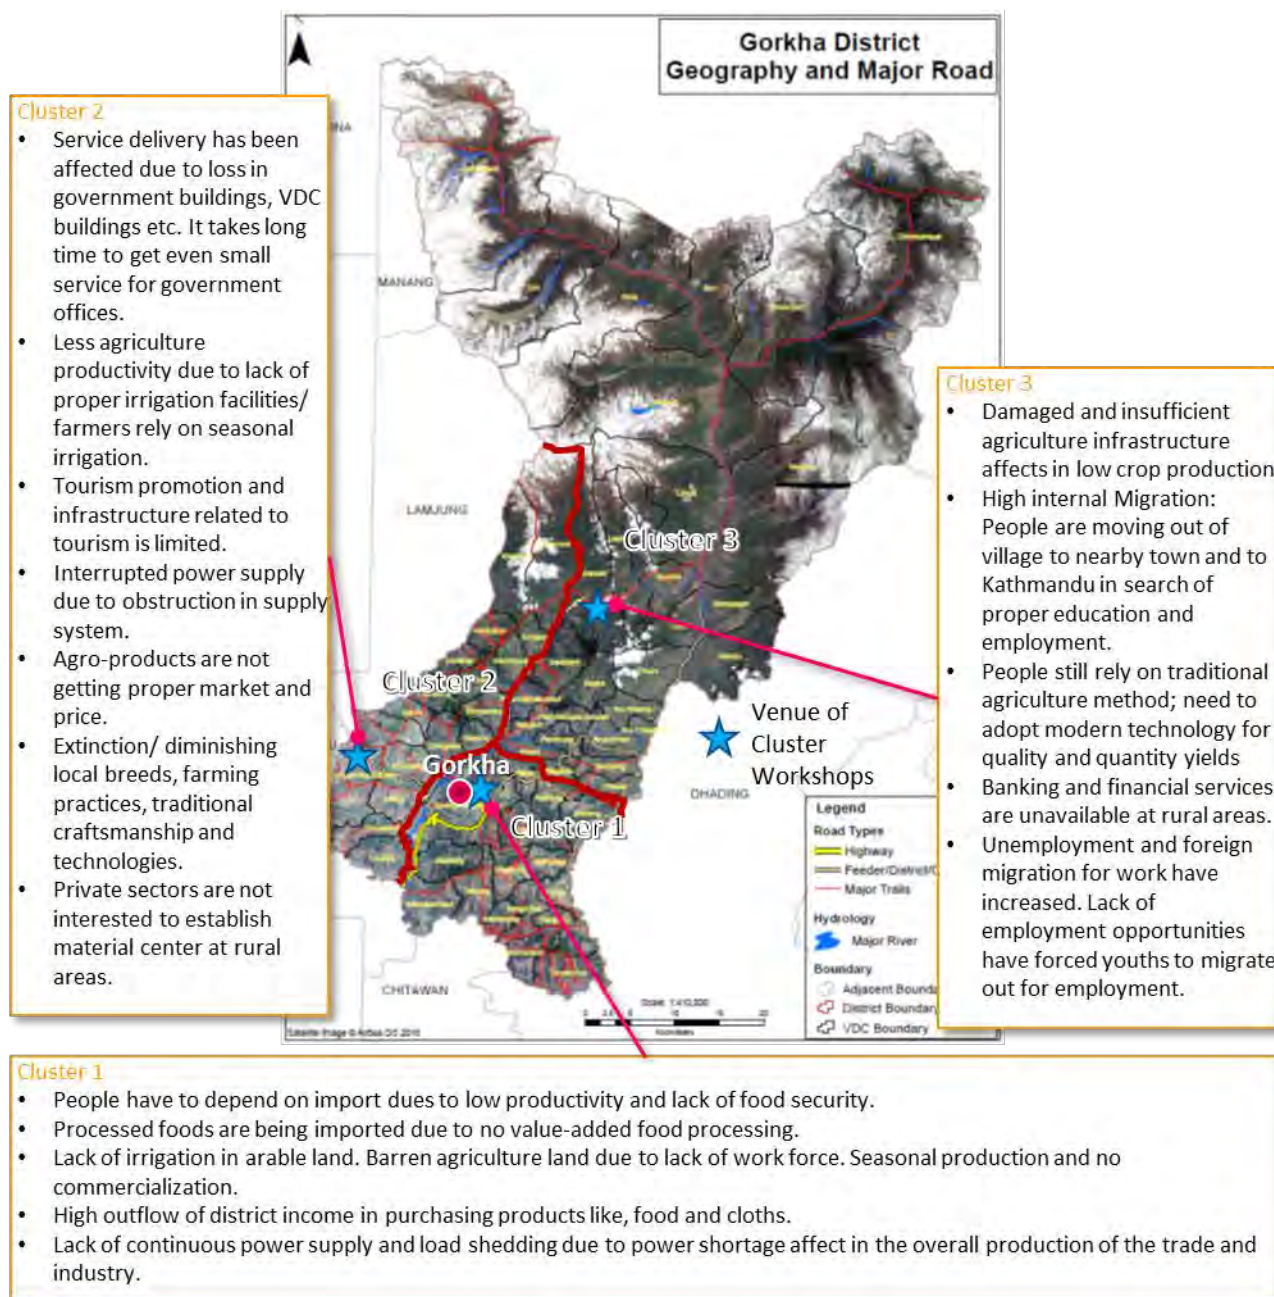 Gorkha District
Geography and Major Road
Cluster 2
• Service delivery has been
affected due to loss in
government buildings, VDC
buildings etc. It takes long
time to get even small
service for government
offices.
• Less agriculture
productivity due to lack of
proper irrigation facilities/
farmers rely on seasonal
irrigation.
• Tourism promotion and
infrastructure related to
tourism is limited.
• Interrupted power supply
due to obstruction in supply
system.
• Agro-products are not
getting proper market and
price.
• Extinction/ diminishing
local breeds, farming
practices, traditional
craftsmanship and
technologies.
• Private sectors are not
interested to establish
material center at rural
areas.
MANANG
LAMJUNG
Cluster 3
Cluster 2
Gorkha
Cluster 1
Venue of
Cluster
Workshops
DHADING
CHITAWAN
Legend
Road Types
Highway
Feeder/District/
Major Trails
Hydrology
Major River
Boundary
Adjacent Bounda
District Boundary
VDC Boundary
Kilometers
Cluster 3
• Damaged and insufficient
agriculture infrastructure
affects in low crop production
• High internal Migration:
People are moving out of
village to nearby town and to
Kathmandu in search of
proper education and
employment.
• People still rely on traditional
agriculture method; need to
adopt modern technology for
quality and quantity yields
• Banking and financial services
are unavailable at rural areas.
• Unemployment and foreign
migration for work have
increased. Lack of
employment opportunities
have forced youths to migrate
out for employment.
Cluster 1
• People have to depend on import dues to low productivity and lack of food security.
• Processed foods are being imported due to no value-added food processing.
• Lack of irrigation in arable land. Barren agriculture land due to lack of work force. Seasonal production and no
commercialization.
• High outflow of district income in purchasing products like, food and cloths.
• Lack of continuous power supply and load shedding due to power shortage affect in the overall production of the trade and
industry.